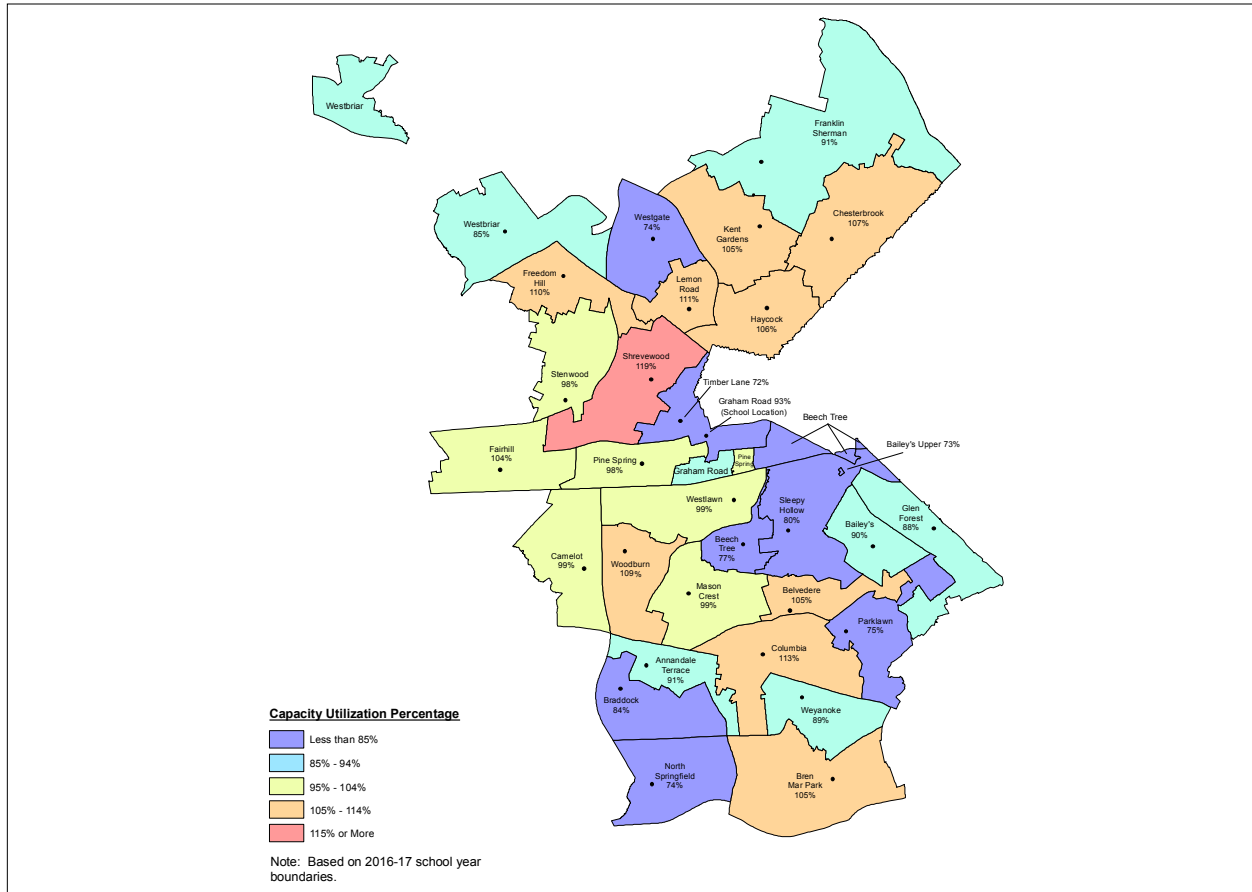 Westbriar
Franklin
Sherman
91%
Chesterbrook
107%
Westbriar
85%
Westgate
74%
Kent
Gardens
105%
Freedom
Hill
110%
Lemon
Road
111%
Haycock
106%
Shrewewood
119%
Stenwood
98%
Timber Lane 72%
Graham Road 93%
(School Location)
Beech Tree
Bailey's Upper 73%
Fairhill
104%
Pine Spring
98%
Graham Road
Pine
Spring
Westlawn
99%
Sleepy
Hollow
80%
Glen
Forest
88%
Bailey's
90%
Beech
Tree
77%
Camelot
99%
Woodburn
109%
Mason
Crest
99%
Belvedere
105%
Parklawn
75%
Columbia
113%
Annandale
Terrace
91%
Braddock
84%
Weyanoke
89%
North
Springfield
74%
Bren
Mar Park
105%
Capacity Utilization Percentage
Less than 85%
85% - 94%
95% - 104%
105% - 114%
115% or More
Note: Based on 2016-17 school year
boundaries.